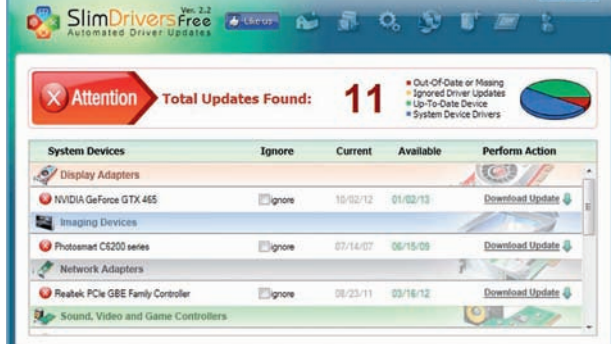 SlimDrivers Free Ver. 2.2
Automated Driver Updates
Like us
Attention
Total Updates Found: 11
Out-Of-Date or Missing
Ignored Driver Updates
Up-To-Date Device
System Device Drivers
System Devices Ignore Current Available Perform Action
Display Adapters
NVIDIA GeForce GTX 465 ignore 10/02/12 01/02/13 Download Update
Imaging Devices
Photosmart C6200 series ignore 07/14/07 06/15/09 Download Update
Network Adapters
Realtek PCIe GBE Family Controller ignore 08/23/11 03/16/12 Download Update
Sound, Video and Game Controllers